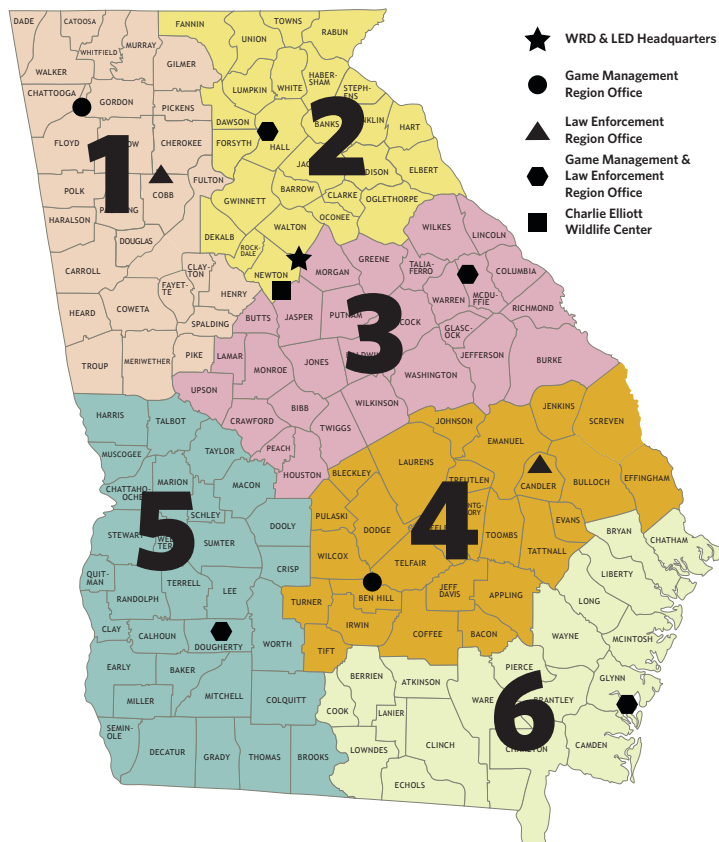 WRD & LED Headquarters
Game Management
Region Office
Law Enforcement
Region Office
Game Management &
Law Enforcement
Region Office
Charlie Elliott
Wildlife Center
1
DADE
CATOOSA
WHITFIELD
MURRAY
WALKER
GILMER
CHATTOOGA
GORDON
PICKENS
FLOYD
CHEROKEE
POLK
COBB
FULTON
HARALSON
DOUGLAS
CARROLL
CLAY-
TON
FAYET-
TE
HENRY
HEARD
COWETA
SPALDING
TROUP
MERIWETHER
PIKE
2
FANNIN
TOWNS
RABUN
UNION
LUMPKIN
WHITE
HABER-
SHAM
STEPH-
ENS
DAWSON
BANKS
HART
FORSYTH
HALL
ELBERT
BARROW
CLARKE
OGLETHORPE
GWINNETT
OCONEE
WALTON
DEKALB
ROCK-
DALE
NEWTON
3
WILKES
LINCOLN
GREENE
TALIA-
FERRO
MORGAN
COLUMBIA
WARREN
MCDU-
FFIE
RICHMOND
BUTTS
JASPER
PUTNAM
GLASC-
OCK
LAMAR
MONROE
JONES
JEFFERSON
BURKE
WASHINGTON
UPSON
BIBB
WILKINSON
CRAWFORD
TWIGGS
PEACH
HOUSTON
4
JENKINS
SCREVEN
JOHNSON
EMANUEL
LAURENS
BLECKLEY
TREUTLEN
CANDLER
BULLOCH
EFFINGHAM
PULASKI
DODGE
TOOMBS
EVANS
TATTNALL
WILCOX
TELFAIR
BEN HILL
JEFF
DAVIS
APPLING
TURNER
IRWIN
COFFEE
BACON
TIFT
5
HARRIS
TALBOT
TAYLOR
MUSCOGEE
MARION
MACON
CHATTAHO-
OCHEE
SCHLEY
DOOLY
STEWART
SUMTER
CRISP
QUIT-
MAN
TERRELL
LEE
RANDOLPH
CLAY
CALHOUN
DOUGHERTY
WORTH
EARLY
BAKER
MILLER
MITCHELL
COLQUITT
SEMIN-
OLE
DECATUR
GRADY
THOMAS
BROOKS
6
BRYAN
CHATHAM
LIBERTY
LONG
WAYNE
MCINTOSH
PIERCE
GLYNN
BERRIEN
ATKINSON
WARE
BRANTLEY
COOK
LANIER
LOWNDES
CLINCH
CHARLTON
CAMDEN
ECHOLS